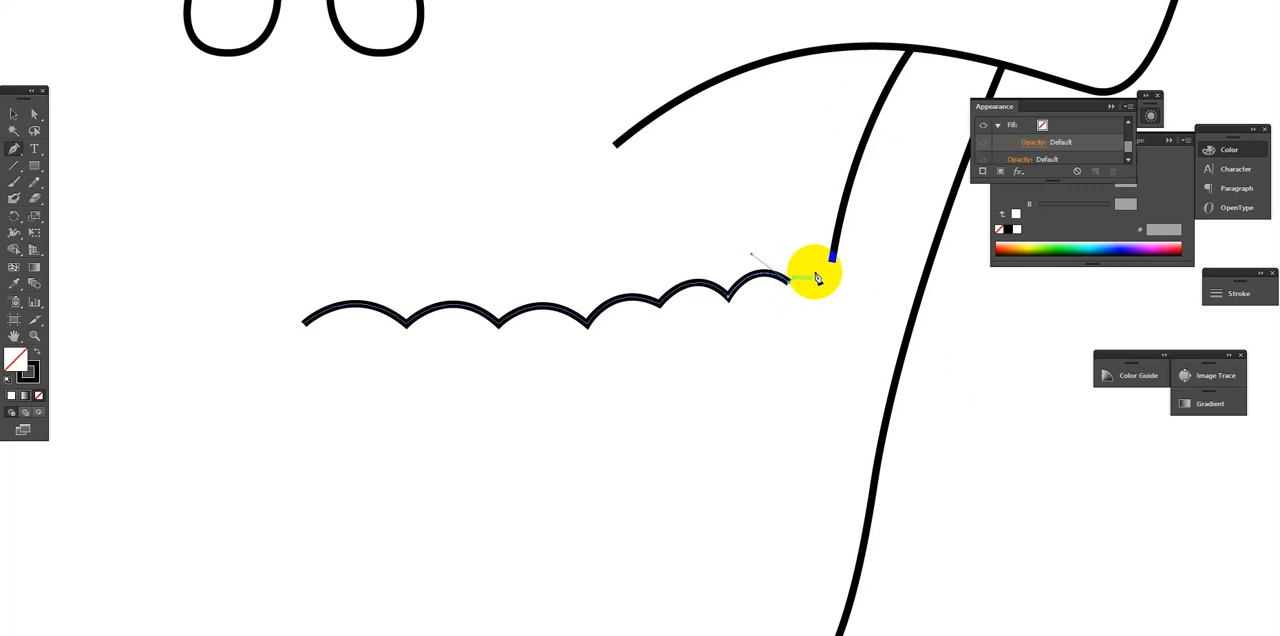 Appearance
Fill:
Opacity: Default
Opacity: Default
fx.
B
#
Color
Character
Paragraph
OpenType
Stroke
Color Guide
Image Trace
Gradient